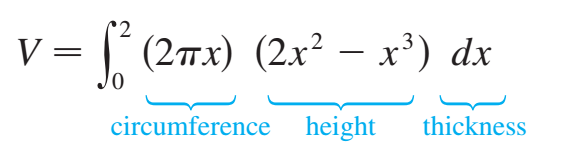 V = ∫₀² (2πx) (2x² − x³) dx
circumference height thickness